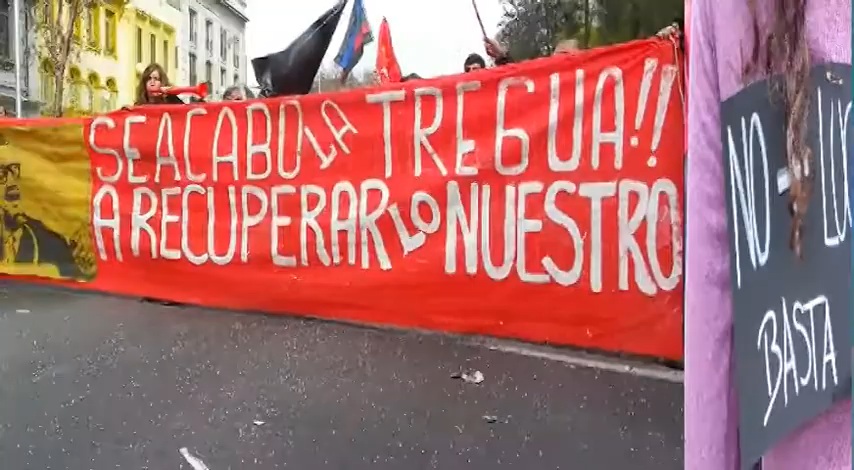 SE ACABO LA TREGUA!!
A RECUPERAR LO NUESTRO
NO
BASTA